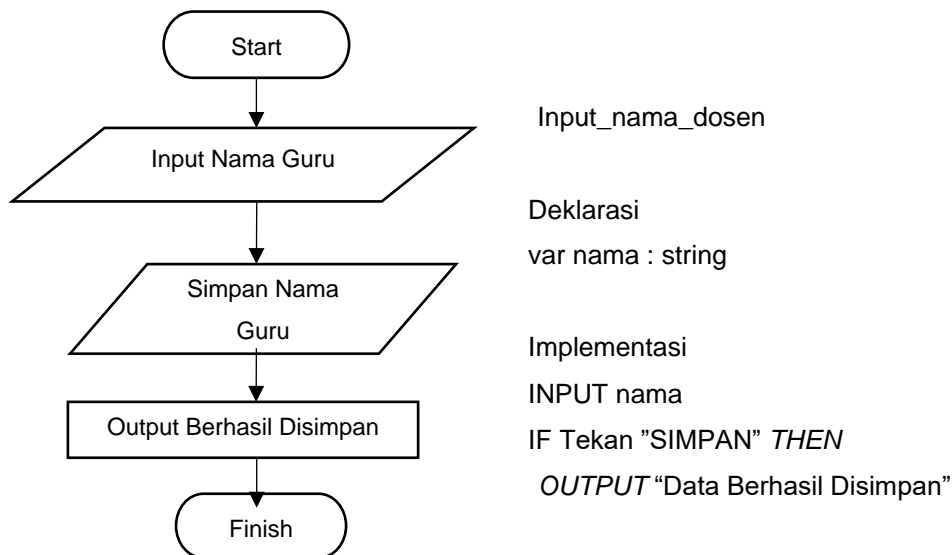 Start
Input Nama Guru
Simpan Nama
Guru
Output Berhasil Disimpan
Finish
Input_nama_dosen
Deklarasi
var nama : string
Implementasi
INPUT nama
IF Tekan ”SIMPAN” THEN
OUTPUT “Data Berhasil Disimpan”